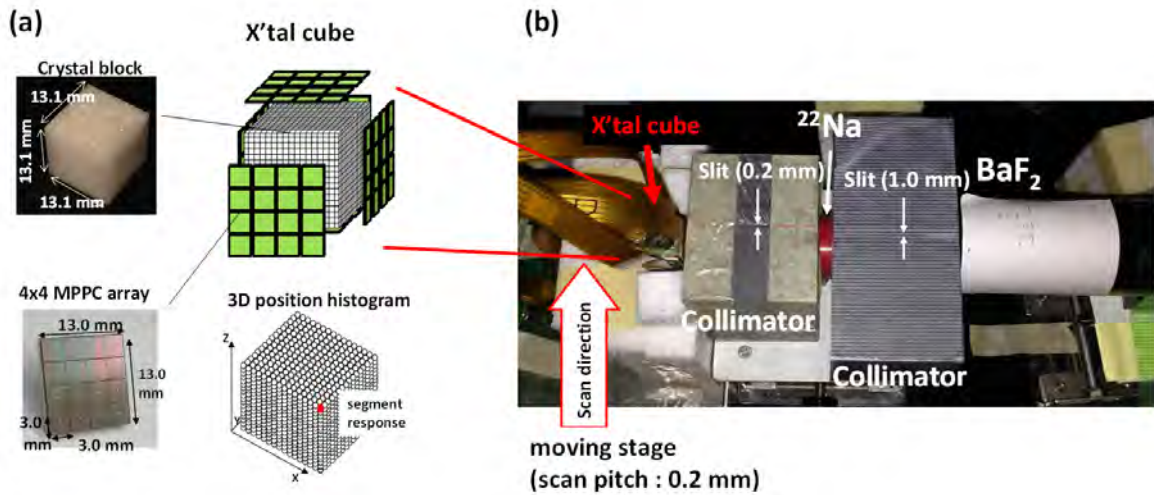 (a)
X'tal cube
Crystal block
13.1 mm
13.1 mm
13.1 mm
4x4 MPPC array
13.0 mm
13.0
mm
3.0
mm
3.0 mm
3D position histogram
z
y
x
segment
response
(b)
X'tal cube
22Na
BaF2
Slit (0.2 mm)
Slit (1.0 mm)
Collimator
Collimator
Scan direction
moving stage
(scan pitch : 0.2 mm)